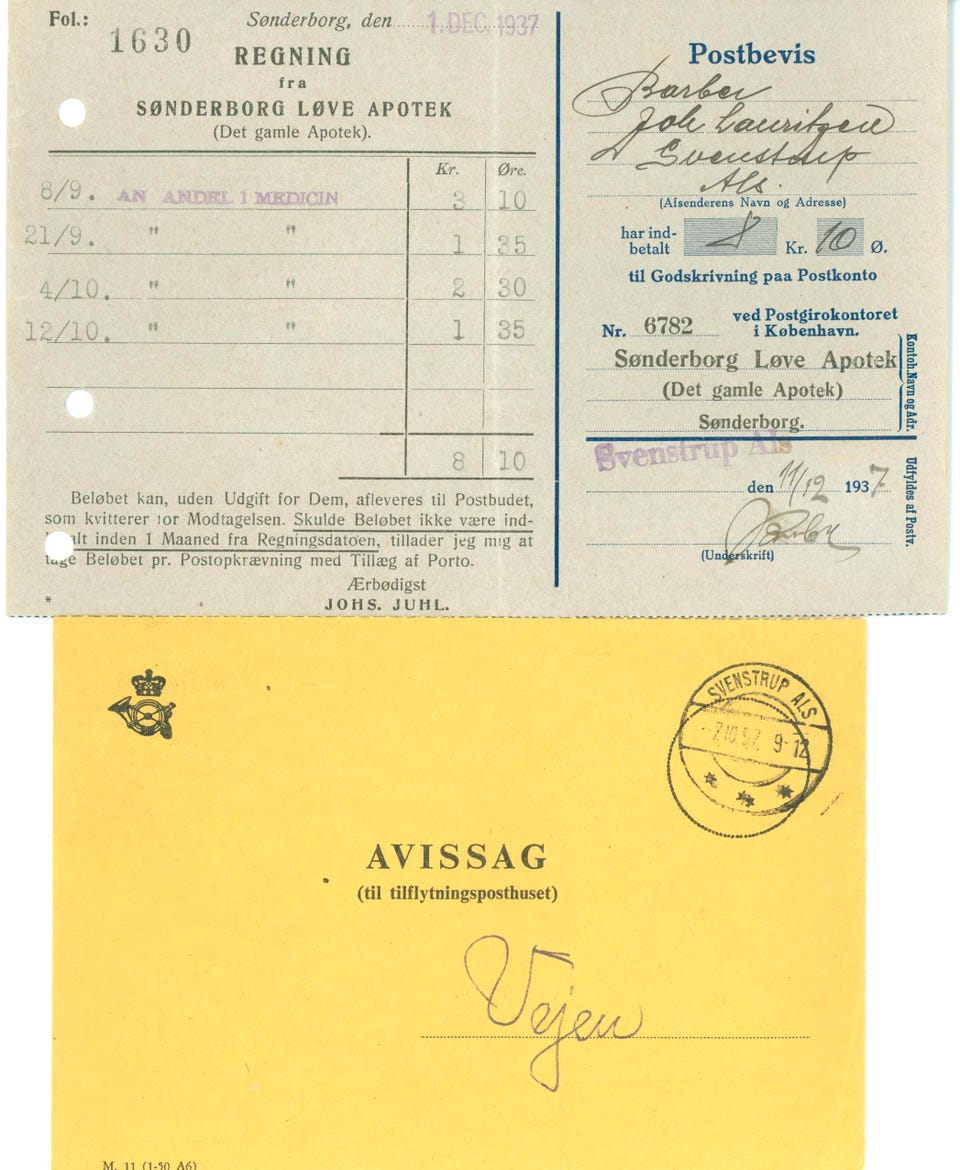 Fol.:
1630
Sønderborg, den 1. DEC. 1937
REGNING
fra
SØNDERBORG LØVE APOTEK
(Det gamle Apotek).
Kr. Øre.
8/9. AN ANDEL I MEDICIN 3 10
21/9. " " 1 35
4/10. " " 2 30
12/10. " " 1 35
8 10
Beløbet kan, uden Udgift for Dem, afleveres til Postbudet,
som kvitterer for Modtagelsen. Skulde Beløbet ikke være ind-
alt inden 1 Maaned fra Regningsdatoen, tillader jeg mig at
tage Beløbet pr. Postopkrævning med Tillæg af Porto.
Ærbødigst
* JOHS. JUHL.
Postbevis
Barber
Joh Lauritzen
Svenstrup
Als.
(Afsenderens Navn og Adresse)
har ind-
betalt 8 Kr. 10 Ø.
til Godskrivning paa Postkonto
Nr. 6782 ved Postgirokontoret
i København.
Sønderborg Løve Apotek
(Det gamle Apotek)
Sønderborg.
Kontoh. Navn og Adr.
Svenstrup Als
den 11/12 1937
(Underskrift)
Udfyldes af Postv.
SVENSTRUP ALS
-7.10.57. 9-12
AVISSAG
(til tilflytningsposthuset)
Vejen
M. 11 (1-50 A6)